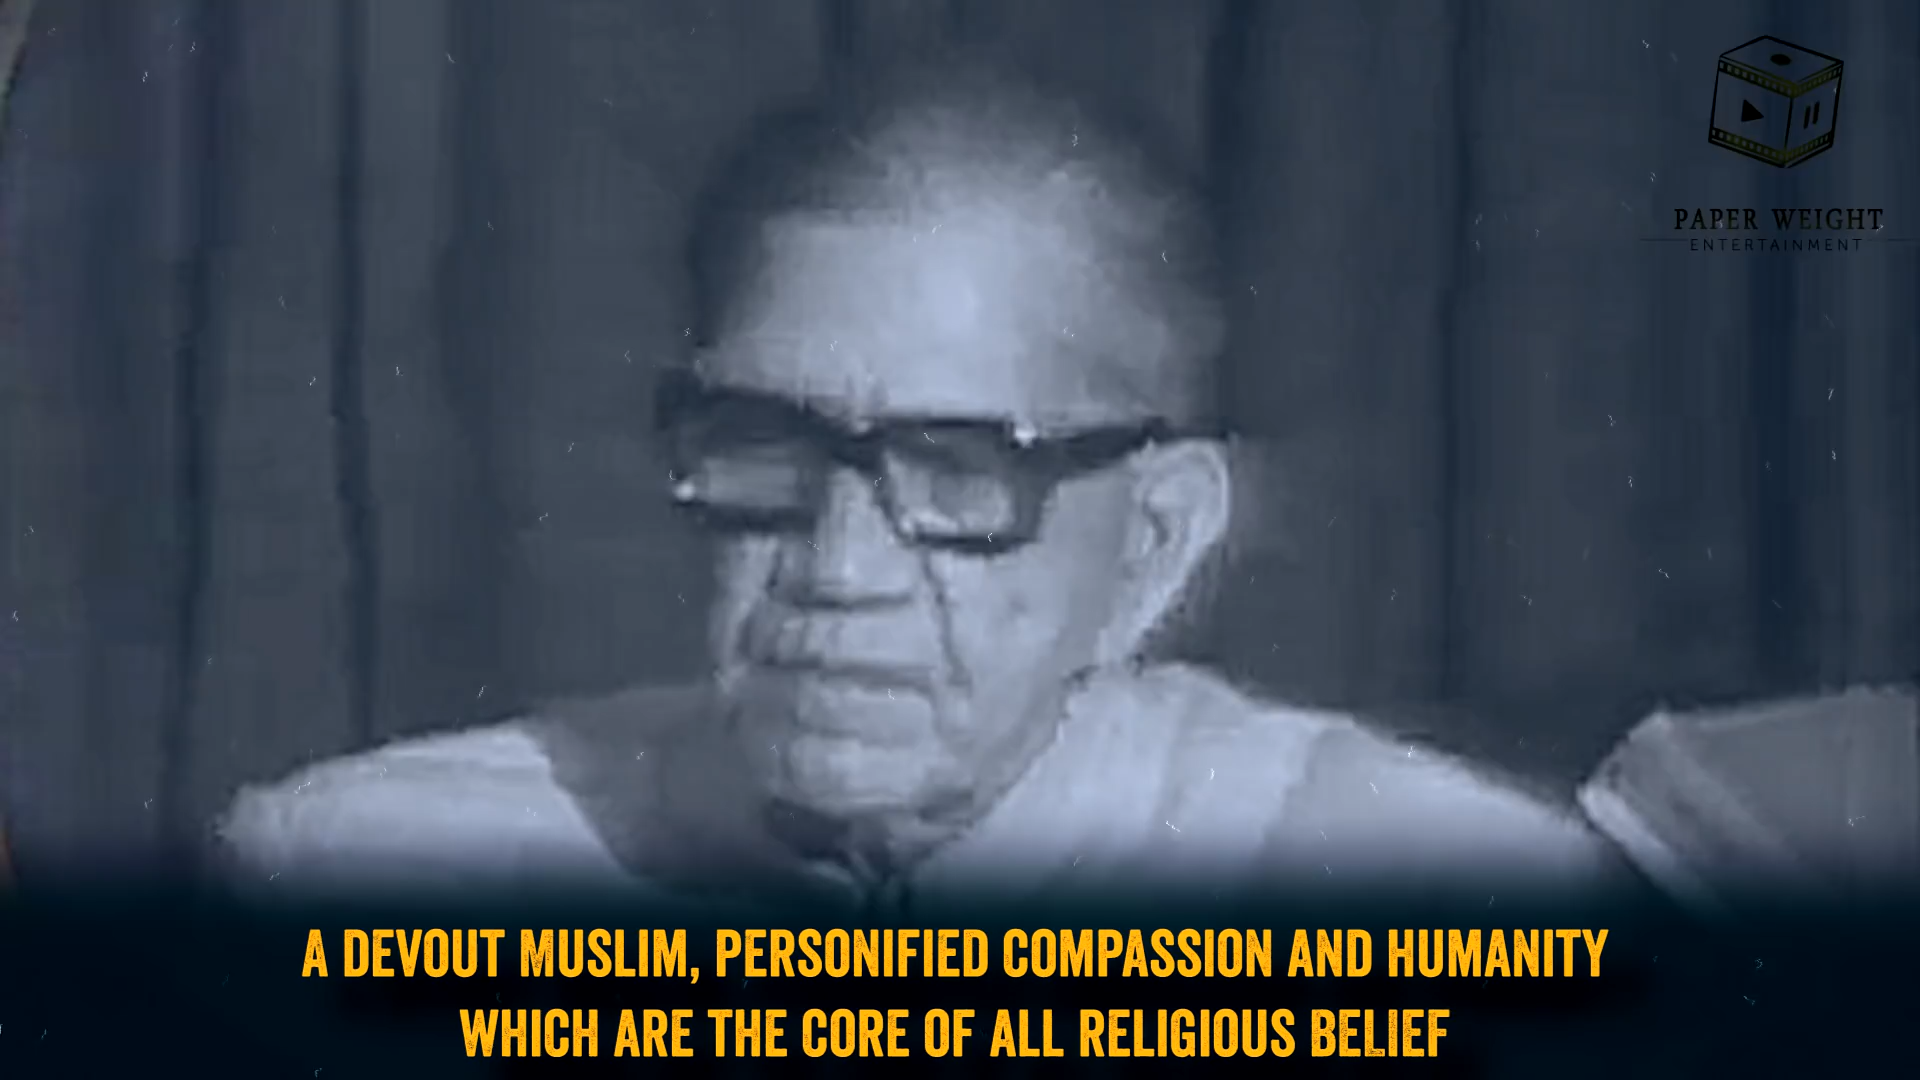 PAPER WEIGHT
ENTERTAINMENT
A DEVOUT MUSLIM, PERSONIFIED COMPASSION AND HUMANITY
WHICH ARE THE CORE OF ALL RELIGIOUS BELIEF